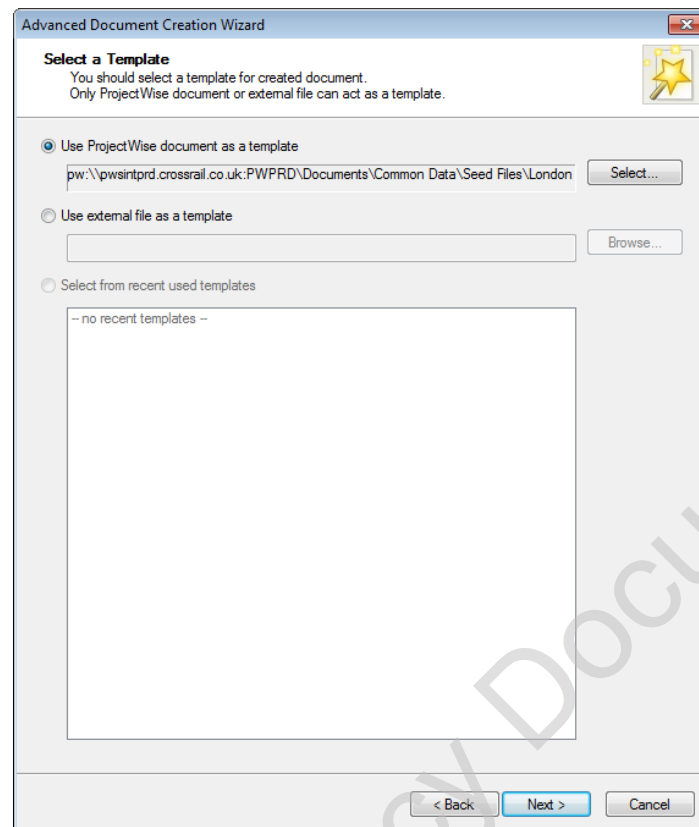 Advanced Document Creation Wizard
Select a Template
You should select a template for created document.
Only ProjectWise document or external file can act as a template.
Use ProjectWise document as a template
pw:\\pwsintprd.crossrail.co.uk:PWPRD\Documents\Common Data\Seed Files\London
Select...
Use external file as a template
Browse...
Select from recent used templates
-- no recent templates --
< Back
Next >
Cancel